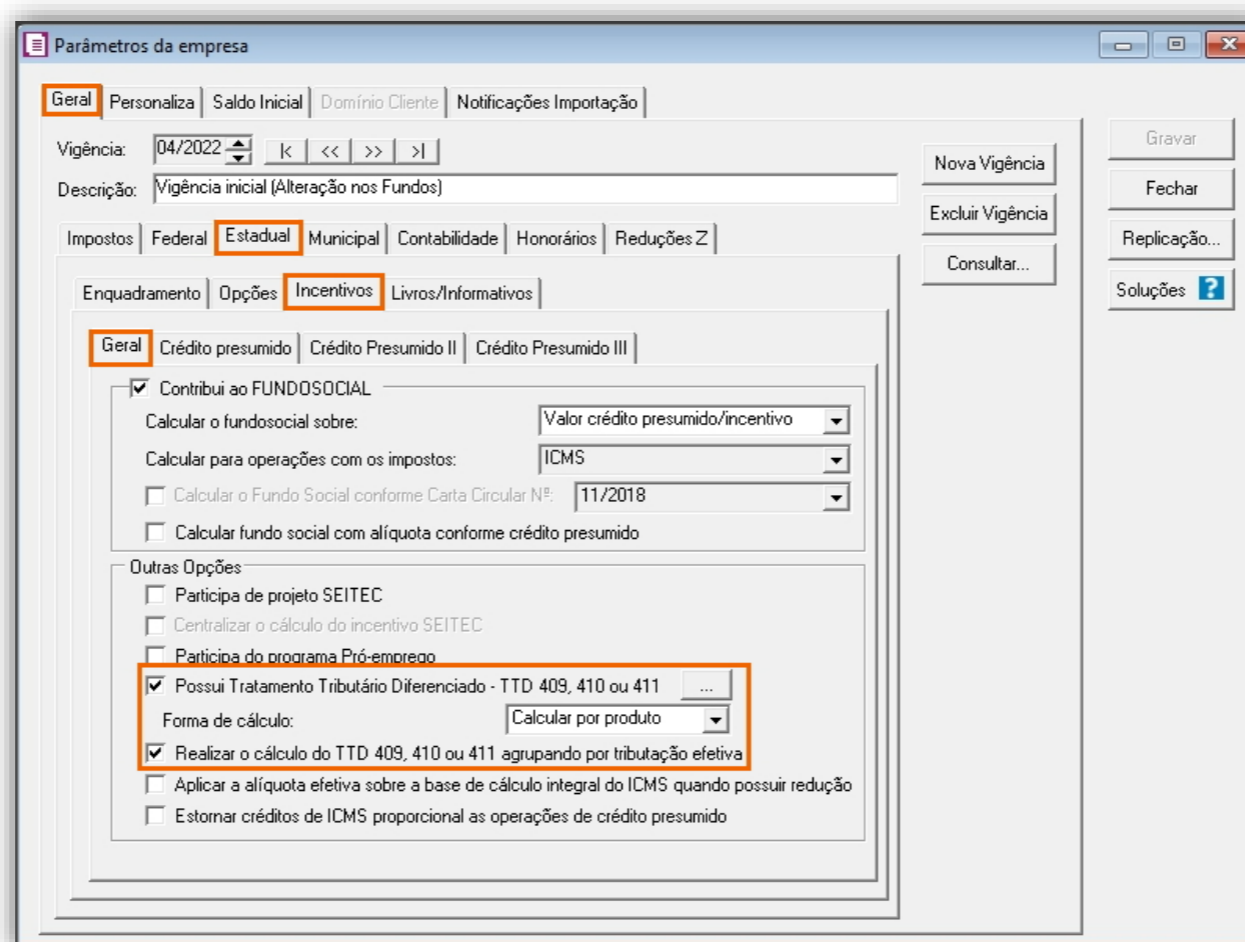 Parâmetros da empresa
Geral Personaliza Saldo Inicial Domínio Cliente Notificações Importação
Vigência: 04/2022 |< << >> >|
Descrição: Vigência inicial (Alteração nos Fundos)
Nova Vigência
Excluir Vigência
Consultar...
Gravar
Fechar
Replicação...
Soluções ?
Impostos Federal Estadual Municipal Contabilidade Honorários Reduções Z
Enquadramento Opções Incentivos Livros/Informativos
Geral Crédito presumido Crédito Presumido II Crédito Presumido III
Contribui ao FUNDOSOCIAL
Calcular o fundosocial sobre: Valor crédito presumido/incentivo
Calcular para operações com os impostos: ICMS
Calcular o Fundo Social conforme Carta Circular Nº: 11/2018
Calcular fundo social com alíquota conforme crédito presumido
Outras Opções
Participa de projeto SEITEC
Centralizar o cálculo do incentivo SEITEC
Participa do programa Pró-emprego
Possui Tratamento Tributário Diferenciado - TTD 409, 410 ou 411 ...
Forma de cálculo: Calcular por produto
Realizar o cálculo do TTD 409, 410 ou 411 agrupando por tributação efetiva
Aplicar a alíquota efetiva sobre a base de cálculo integral do ICMS quando possuir redução
Estornar créditos de ICMS proporcional as operações de crédito presumido